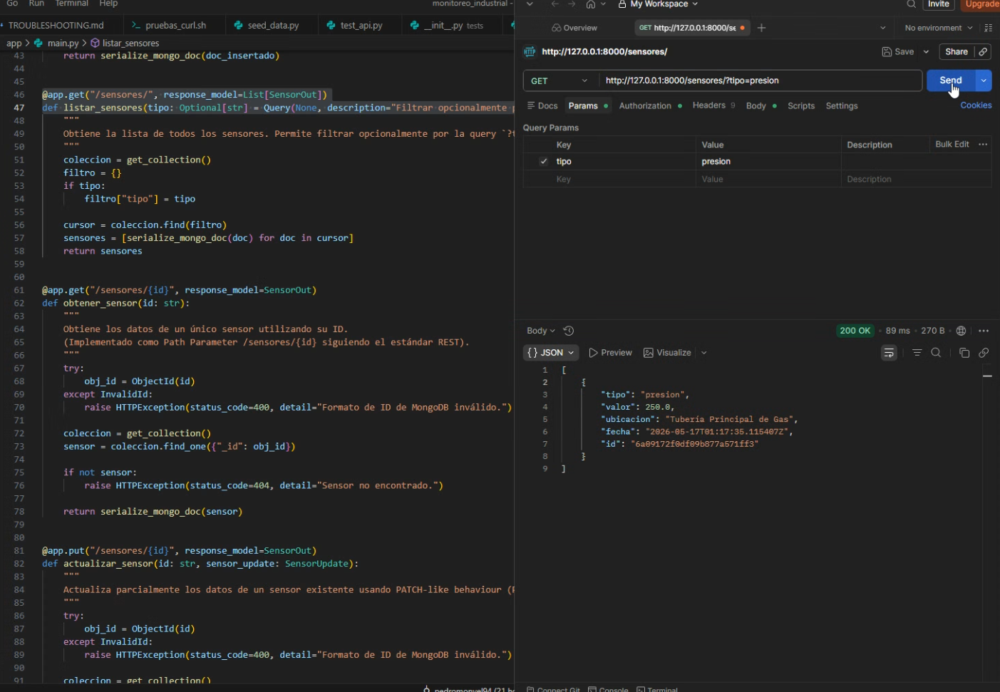 Go Run Terminal Help
monitoreo_industrial -
TROUBLESHOOTING.md
pruebas_curl.sh
seed_data.py
test_api.py
__init__.py tests
app > main.py > listar_sensores
43 return serialize_mongo_doc(doc_insertado)
44
45
46 @app.get("/sensores/", response_model=List[SensorOut])
47 def listar_sensores(tipo: Optional[str] = Query(None, description="Filtrar opcionalmente
48 """
49 Obtiene la lista de todos los sensores. Permite filtrar opcionalmente por la query `?t
50 """
51 coleccion = get_collection()
52 filtro = {}
53 if tipo:
54 filtro["tipo"] = tipo
55
56 cursor = coleccion.find(filtro)
57 sensores = [serialize_mongo_doc(doc) for doc in cursor]
58 return sensores
59
60
61 @app.get("/sensores/{id}", response_model=SensorOut)
62 def obtener_sensor(id: str):
63 """
64 Obtiene los datos de un único sensor utilizando su ID.
65 (Implementado como Path Parameter /sensores/{id} siguiendo el estándar REST).
66 """
67 try:
68 obj_id = ObjectId(id)
69 except InvalidId:
70 raise HTTPException(status_code=400, detail="Formato de ID de MongoDB inválido.")
71
72 coleccion = get_collection()
73 sensor = coleccion.find_one({"_id": obj_id})
74
75 if not sensor:
76 raise HTTPException(status_code=404, detail="Sensor no encontrado.")
77
78 return serialize_mongo_doc(sensor)
79
80
81 @app.put("/sensores/{id}", response_model=SensorOut)
82 def actualizar_sensor(id: str, sensor_update: SensorUpdate):
83 """
84 Actualiza parcialmente los datos de un sensor existente usando PATCH-like behaviour (
85 """
86 try:
87 obj_id = ObjectId(id)
88 except InvalidId:
89 raise HTTPException(status_code=400, detail="Formato de ID de MongoDB inválido.")
90
91 coleccion = get_collection()
pedromonvel94 (21 h
My Workspace
Invite
Upgrade
Overview
GET http://127.0.0.1:8000/se
No environment
HTTP http://127.0.0.1:8000/sensores/
Save
Share
GET
http://127.0.0.1:8000/sensores/?tipo=presion
Send
Docs Params Authorization Headers 9 Body Scripts Settings Cookies
Query Params
Key Value Description Bulk Edit
tipo presion
Key Value Description
Body
200 OK 89 ms 270 B
{} JSON Preview Visualize
1 [
2 {
3 "tipo": "presion",
4 "valor": 250.0,
5 "ubicacion": "Tuberia Principal de Gas",
6 "fecha": "2026-05-17T01:17:35.115407Z",
7 "id": "6a09172f0df09b877a571ff3"
8 }
9 ]
Connect Git Console Terminal